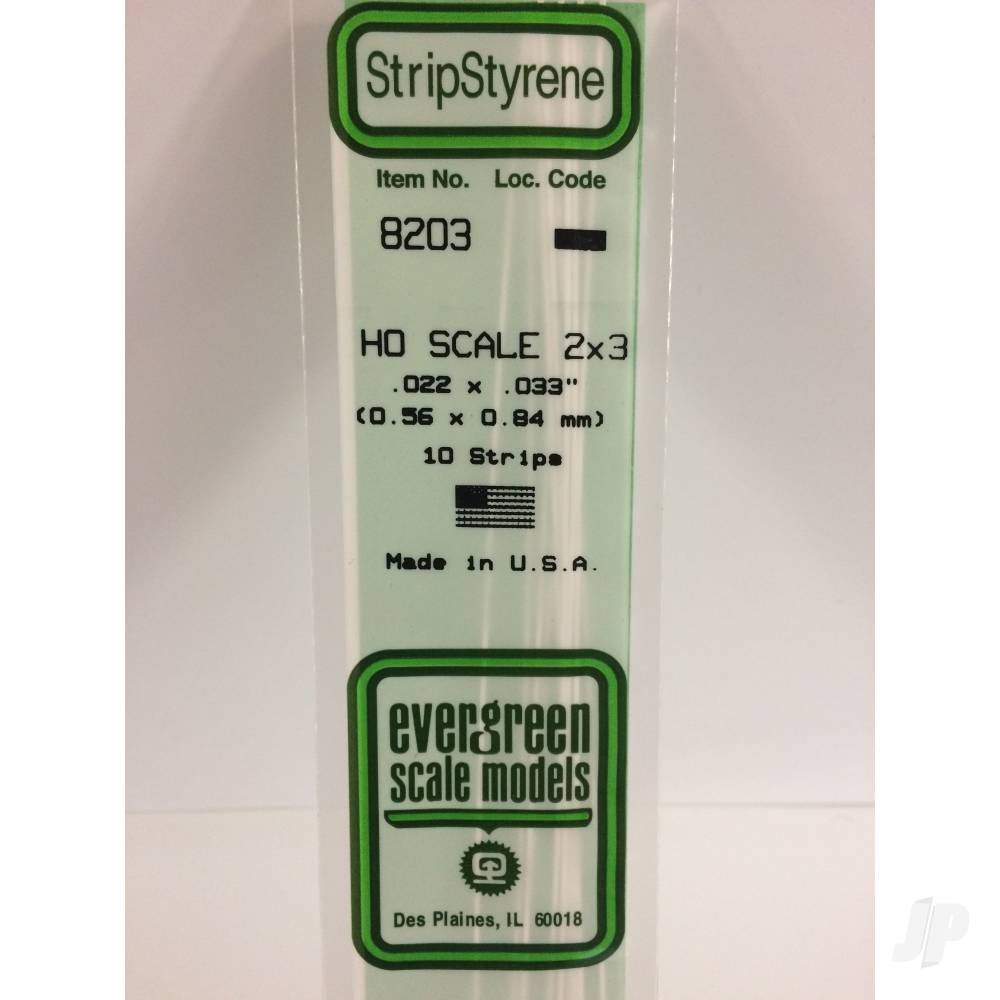 StripStyrene
Item No. Loc. Code
8203
HO SCALE 2x3
.022 x .033"
(0.56 x 0.84 mm)
10 Strips
Made in U.S.A.
evergreen
scale models
Des Plaines, IL 60018
JP